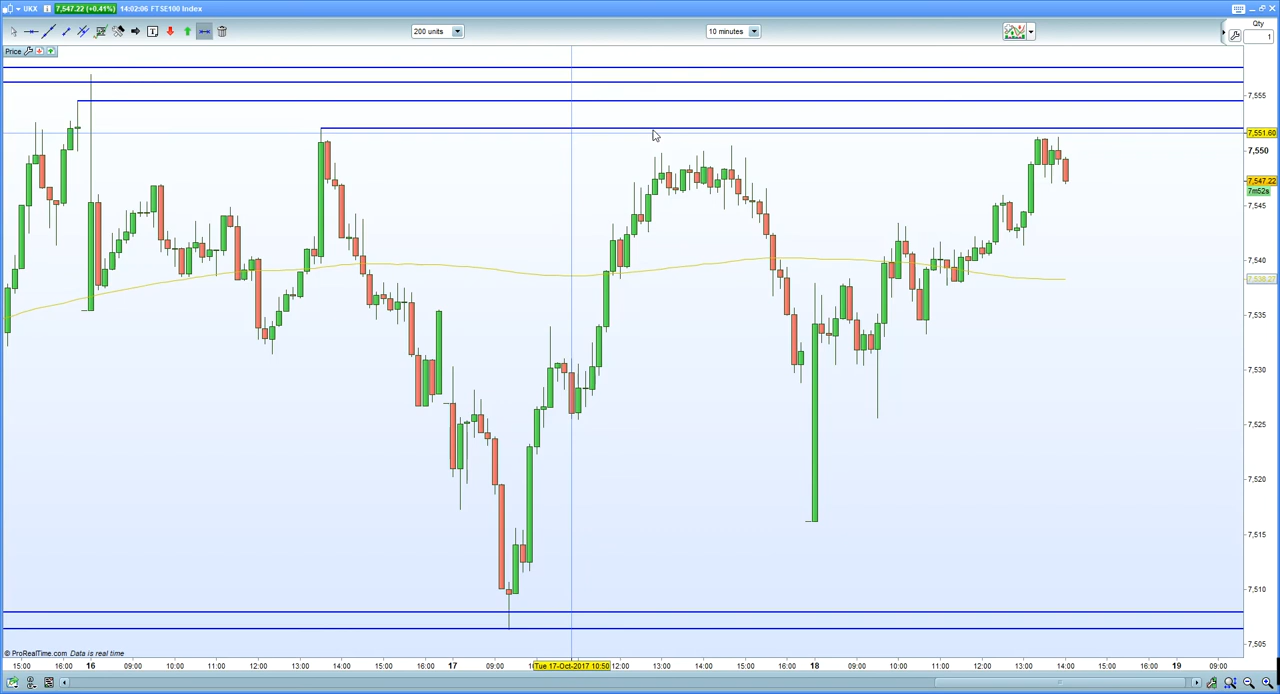 UKX 7,547.22 (+0.41%) 14:02:06 FTSE100 Index
200 units
10 minutes
Qty
1
Price
7,555
7,551.60
7,550
7,547.22
7m52s
7,545
7,540
7,538.27
7,535
7,530
7,525
7,520
7,515
7,510
7,505
© ProRealTime.com Data is real time
15:00 16:00 16 09:00 10:00 11:00 12:00 13:00 14:00 15:00 16:00 17 09:00 Tue 17-Oct-2017 10:50 12:00 13:00 14:00 15:00 16:00 18 09:00 10:00 11:00 12:00 13:00 14:00 15:00 16:00 19 09:00